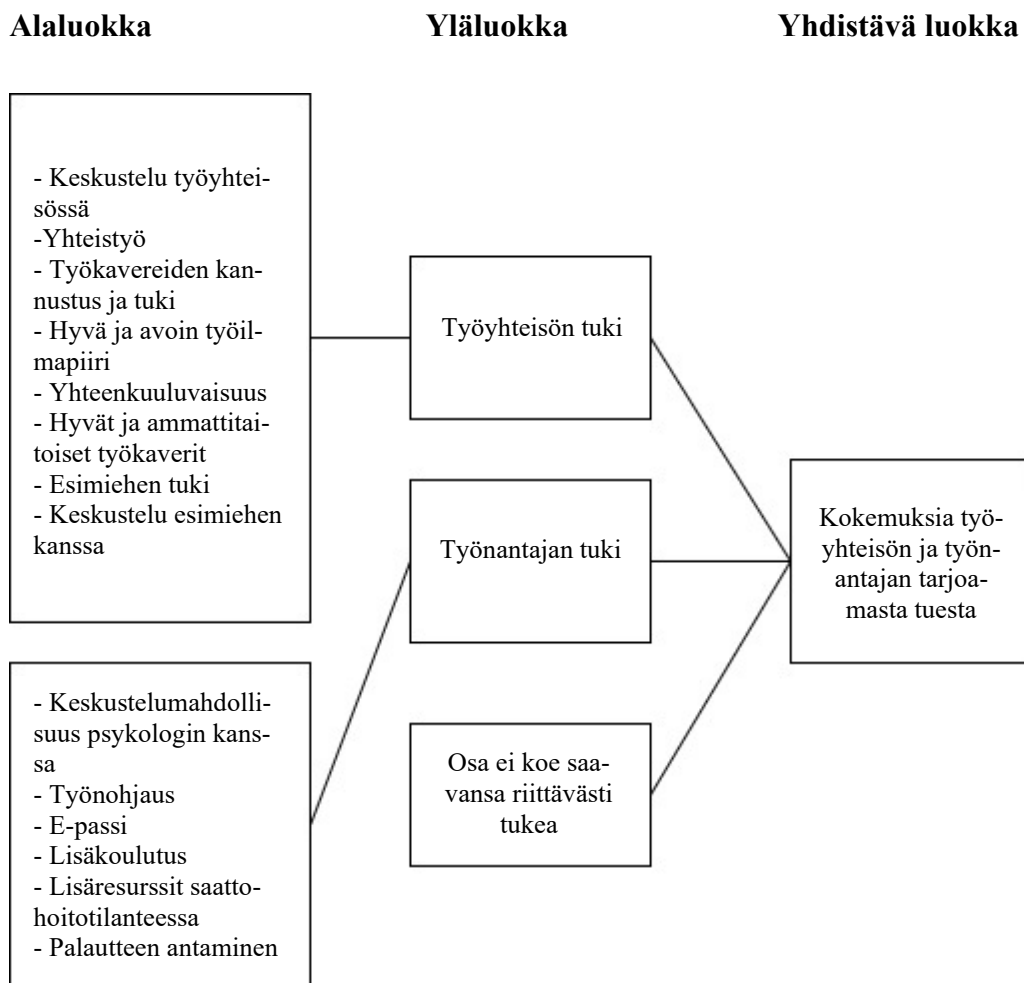 Alaluokka Yläluokka Yhdistävä luokka
- Keskustelu työyhtei-
sössä
-Yhteistyö
- Työkavereiden kan-
nustus ja tuki
- Hyvä ja avoin työil-
mapiiri
- Yhteenkuuluvaisuus
- Hyvät ja ammattitai-
toiset työkaverit
- Esimiehen tuki
- Keskustelu esimiehen
kanssa
- Keskustelumahdolli-
suus psykologin kans-
sa
- Työnohjaus
- E-passi
- Lisäkoulutus
- Lisäresurssit saatto-
hoitotilanteessa
- Palautteen antaminen
Työyhteisön tuki
Työnantajan tuki
Osa ei koe saa-
vansa riittävästi
tukea
Kokemuksia työ-
yhteisön ja työn-
antajan tarjoa-
masta tuesta